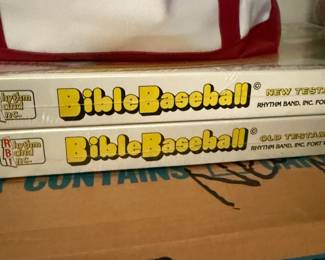 Rhythm
Band
INC.
BibleBaseball©
NEW TESTA
RHYTHM BAND, INC. FOR
RHYTHM
BAND
INC.
BibleBaseball©
OLD TESTAM
RHYTHM BAND, INC. FORT
CONTAINS